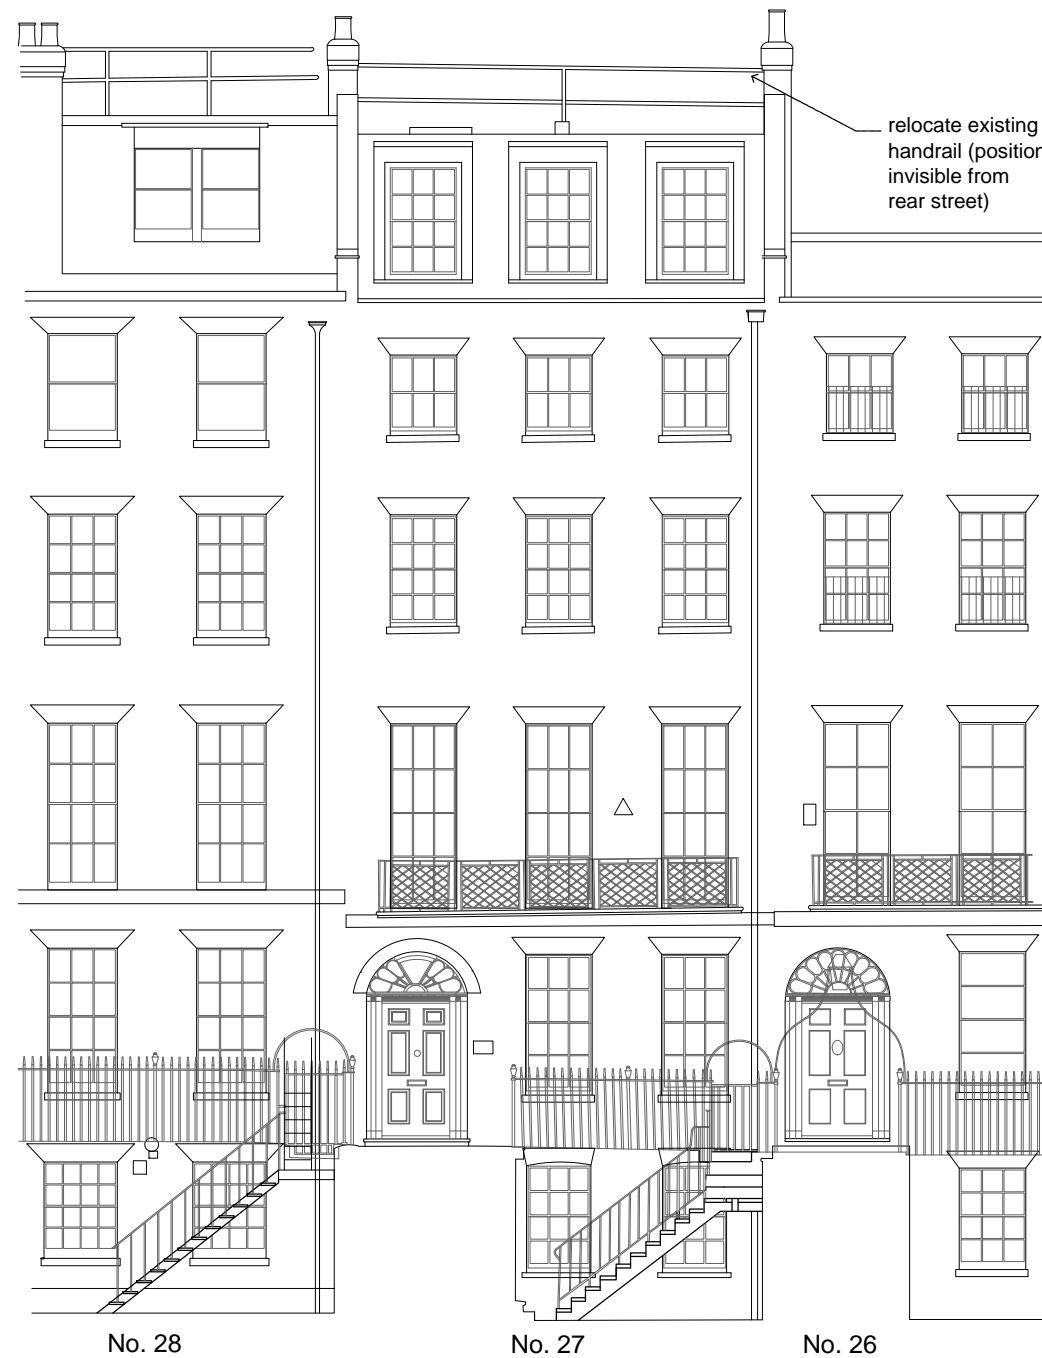 relocate existing
handrail (position
invisible from
rear street)
No. 28
No. 27
No. 26